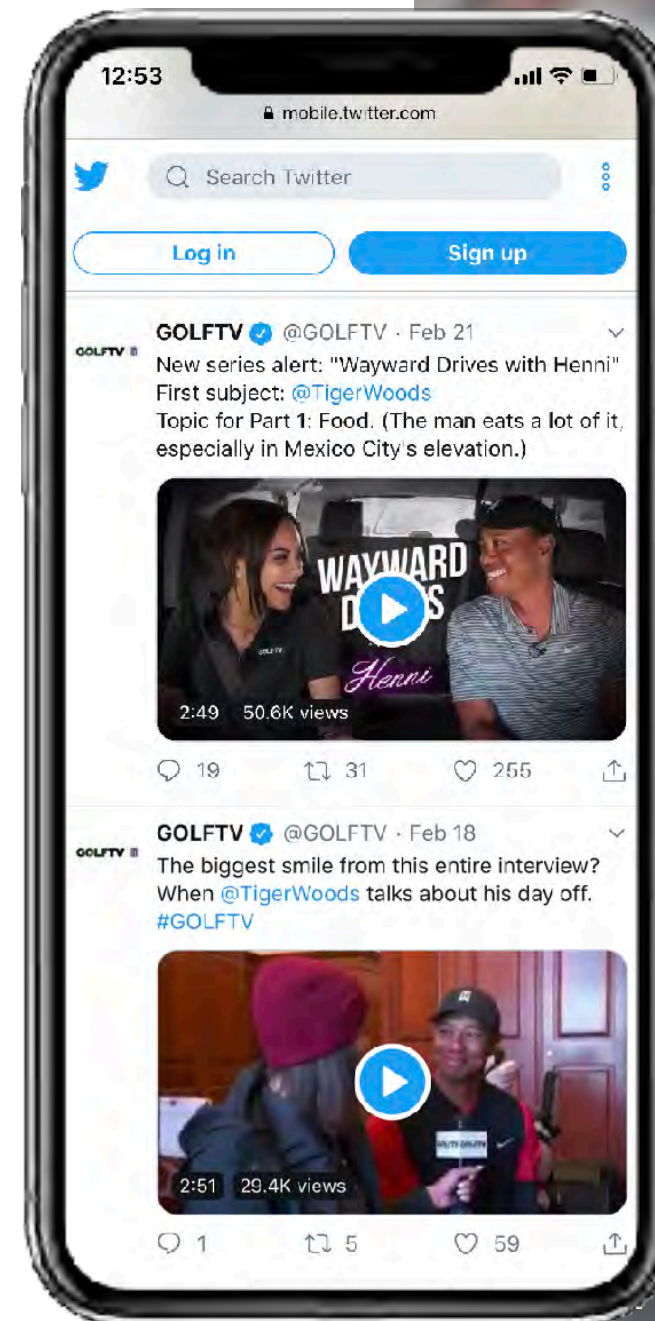 12:53
mobile.twitter.com
Search Twitter
Log in
Sign up
GOLFTV
GOLFTV @GOLFTV · Feb 21
New series alert: "Wayward Drives with Henni"
First subject: @TigerWoods
Topic for Part 1: Food. (The man eats a lot of it,
especially in Mexico City's elevation.)
WAYWARD
Henni
GOLFTV
2:49 50.6K views
19 31 255
GOLFTV
GOLFTV @GOLFTV · Feb 18
The biggest smile from this entire interview?
When @TigerWoods talks about his day off.
#GOLFTV
2:51 29.4K views
1 5 59